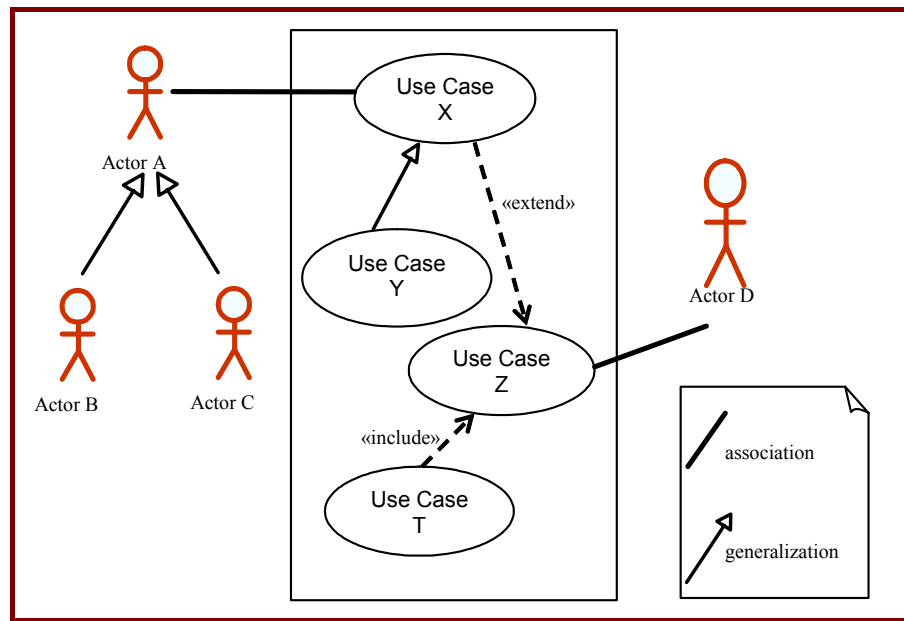 Use Case
X
Actor A
«extend»
Use Case
Y
Actor D
Use Case
Z
Actor B
Actor C
«include»
association
Use Case
T
generalization